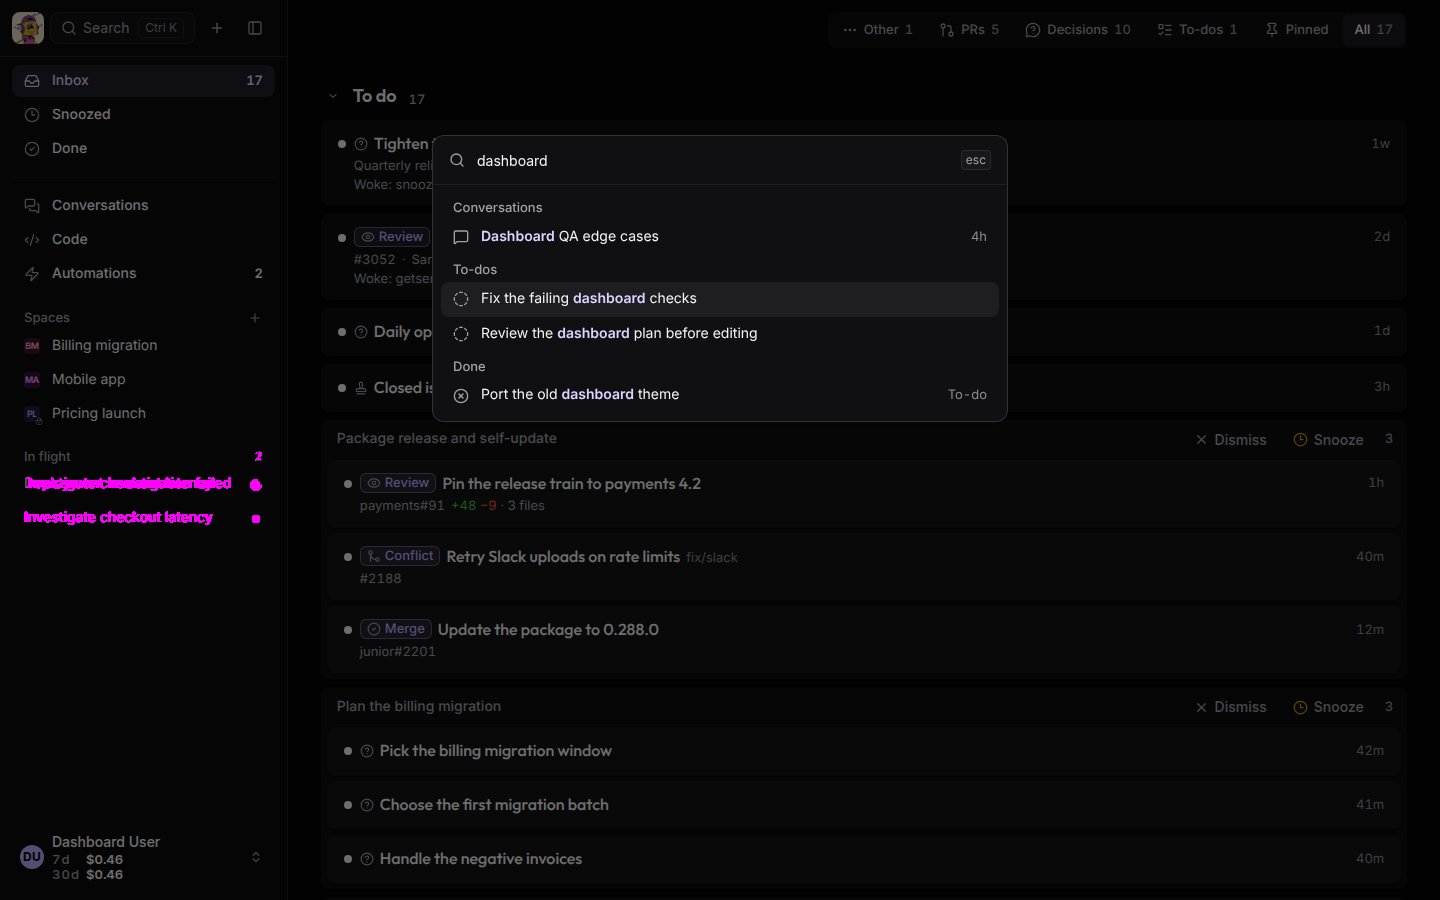 Search Ctrl K
Inbox 17
Snoozed
Done
Conversations
Code
Automations 2
Spaces
BM Billing migration
MA Mobile app
PL Pricing launch
In flight
Investigate checkout latency
DU Dashboard User
7d $0.46
30d $0.46
Other 1 PRs 5 Decisions 10 To-dos 1 Pinned All 17
To do 17
Tighten 1w
Quarterly
Woke:
Review 2d
#3052 ·
Woke:
Daily 1d
Closed 3h
dashboard esc
Conversations
Dashboard QA edge cases 4h
To-dos
Fix the failing dashboard checks
Review the dashboard plan before editing
Done
Port the old dashboard theme To-do
Package release and self-update Dismiss Snooze 3
Review Pin the release train to payments 4.2 1h
payments#91 +48 −9 · 3 files
Conflict Retry Slack uploads on rate limits fix/slack 40m
#2188
Merge Update the package to 0.288.0 12m
junior#2201
Plan the billing migration Dismiss Snooze 3
Pick the billing migration window 42m
Choose the first migration batch 41m
Handle the negative invoices 40m